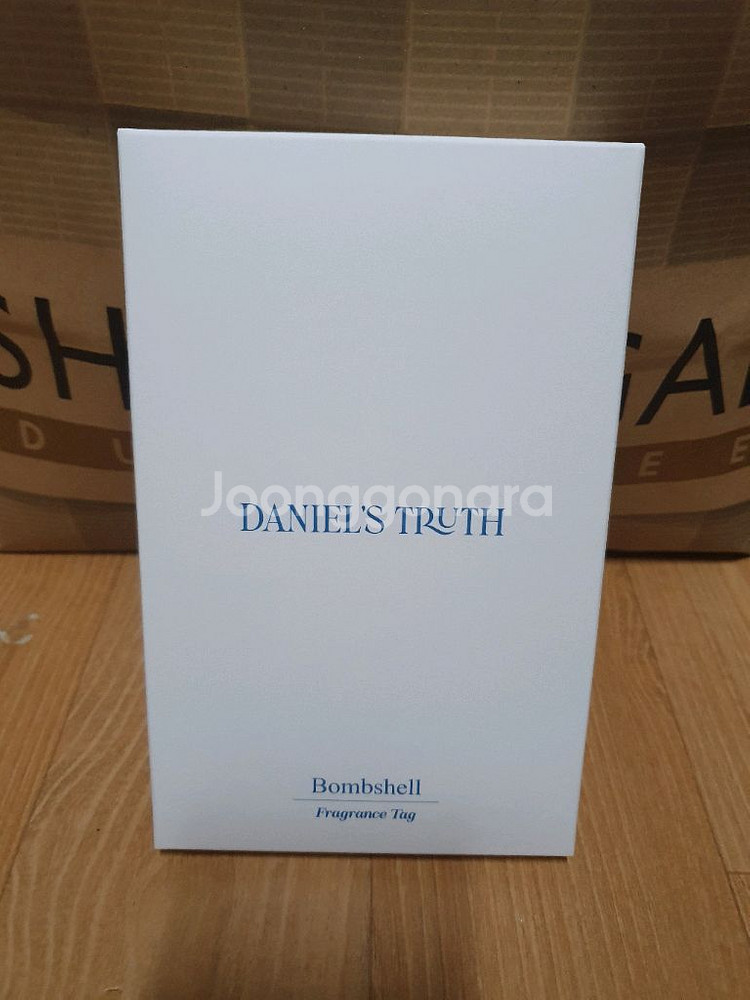 Joonggonara
DANIEL'S TRUTH
Bombshell
Fragrance Tag